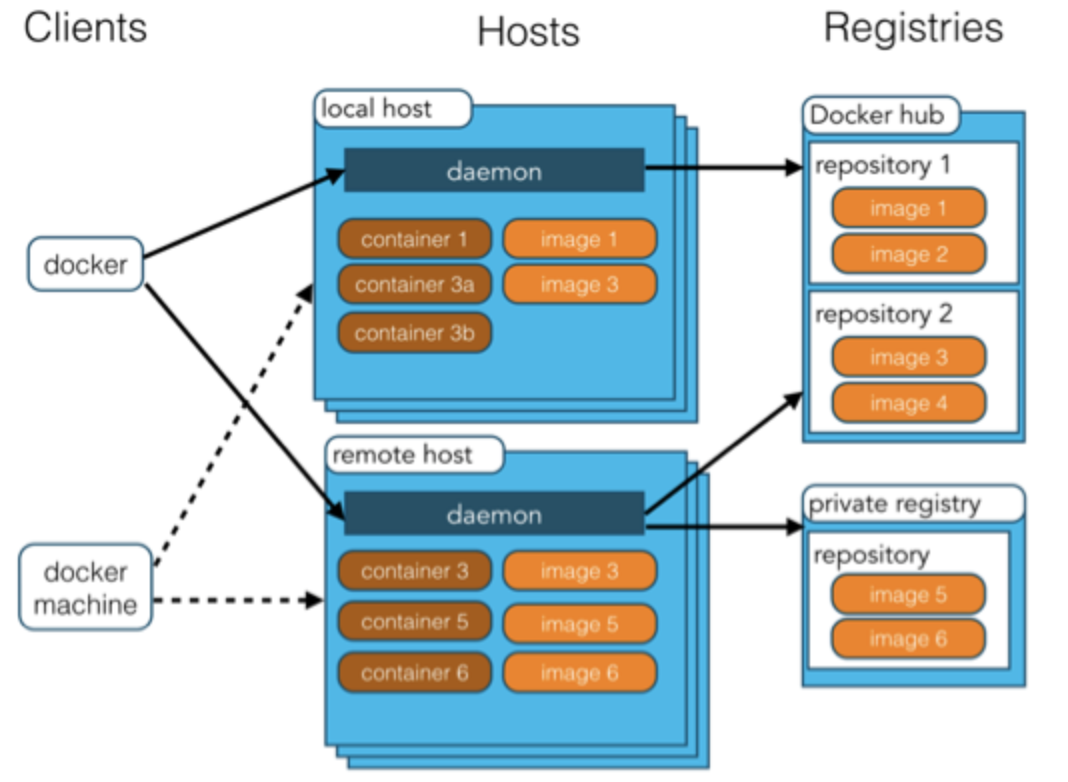 Clients
Hosts
Registries
docker
docker
machine
local host
daemon
container 1
image 1
container 3a
image 3
container 3b
remote host
daemon
container 3
image 3
container 5
image 5
container 6
image 6
Docker hub
repository 1
image 1
image 2
repository 2
image 3
image 4
private registry
repository
image 5
image 6